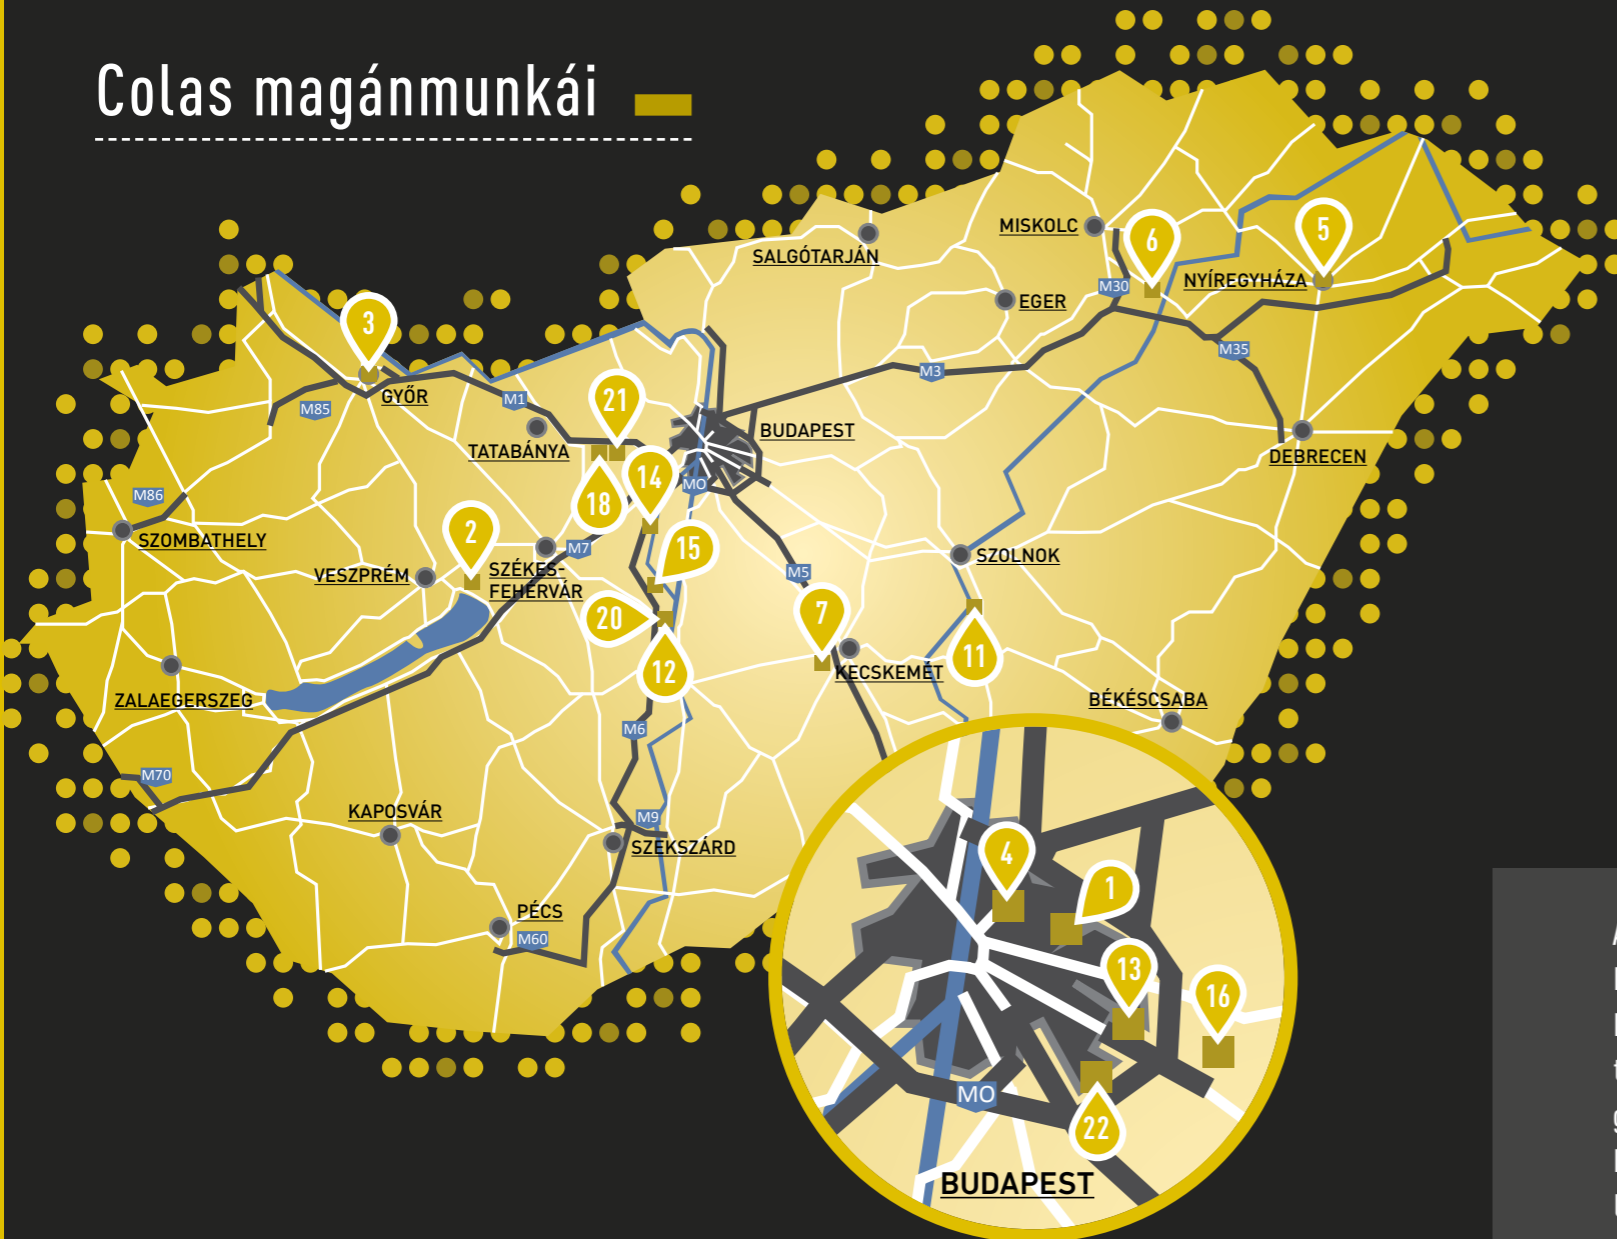 Colas magánmunkái
MISKOLC
6
5
SALGÓTARJÁN
NYÍREGYHÁZA
M30
EGER
3
M35
M3
GYŐR
M1
M85
21
BUDAPEST
TATABÁNYA
DEBRECEN
14
M0
M86
18
2
SZOMBATHELY
15
M7
SZOLNOK
VESZPRÉM
SZÉKES-
FEHÉRVÁR
M5
20
7
12
11
KECSKEMÉT
ZALAEGERSZEG
BÉKÉSCSABA
M6
M70
KAPOSVÁR
M9
SZEKSZÁRD
4
1
PÉCS
M60
13
16
M0
22
BUDAPEST